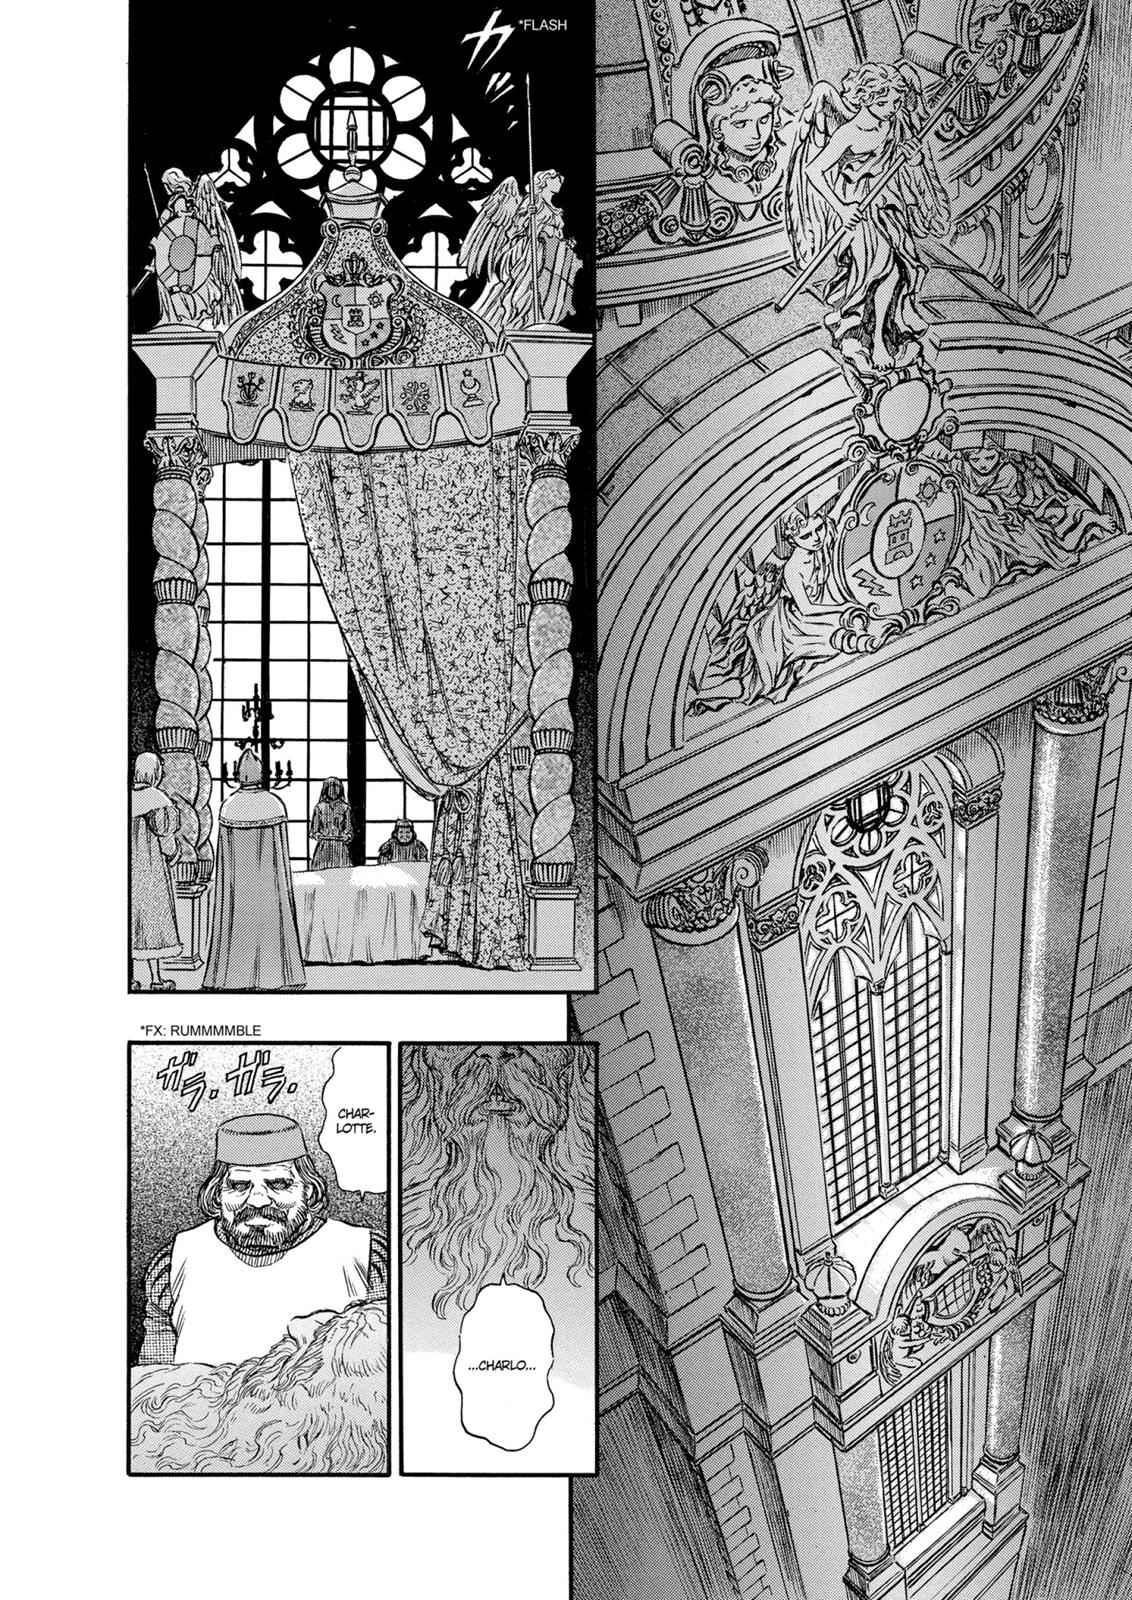 *FLASH
カッ
*FX: RUMMMMBLE
...CHARLO...
ガラ. ガラ.
CHAR-
LOTTE.